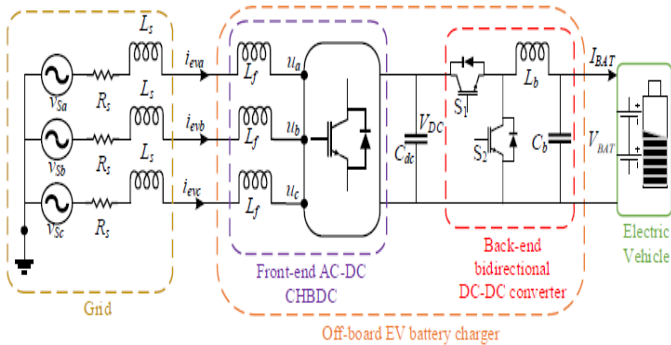 L_s
i_eva
L_f
u_a
L_b
I_BAT
v_Sa
R_s
L_s
S_1
V_DC
i_evb
L_f
u_b
S_2
C_dc
C_b
V_BAT
v_Sb
R_s
L_s
i_evc
L_f
u_c
v_Sc
R_s
Electric
Vehicle
Front-end AC-DC
CHBDC
Back-end
bidirectional
DC-DC converter
Grid
Off-board EV battery charger